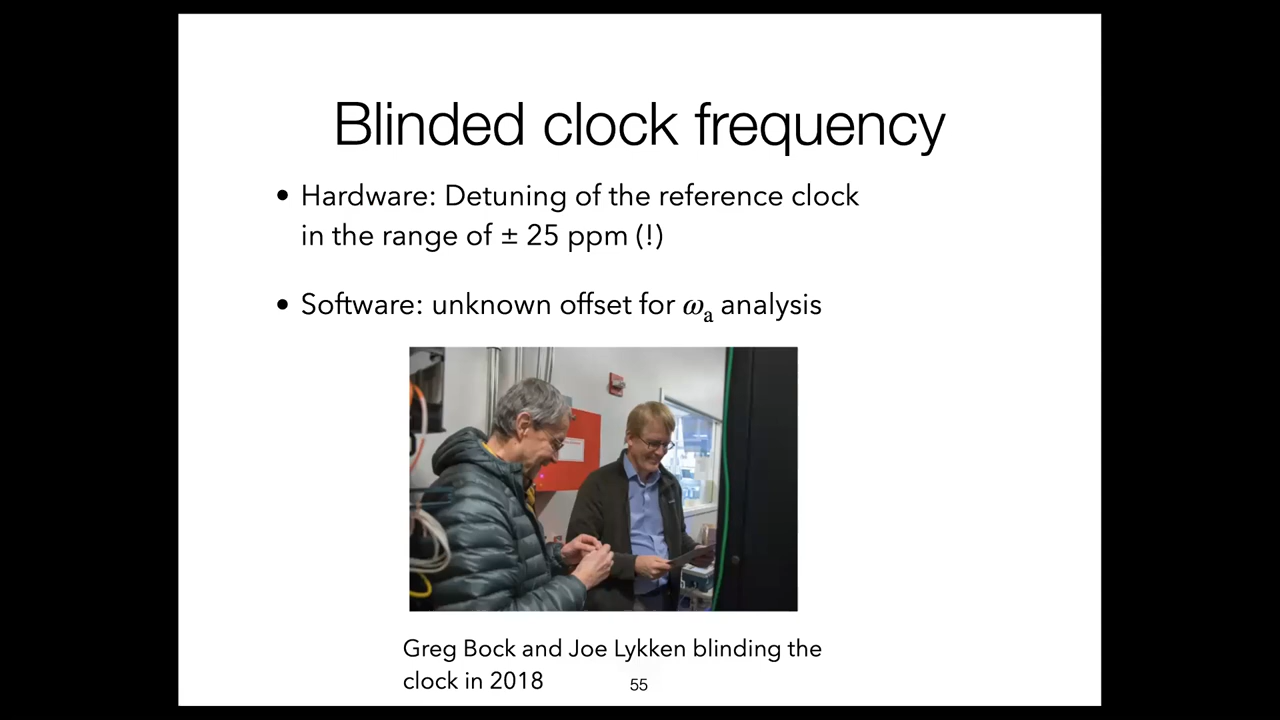 Blinded clock frequency
• Hardware: Detuning of the reference clock
in the range of ± 25 ppm (!)
• Software: unknown offset for ωa analysis
Greg Bock and Joe Lykken blinding the
clock in 2018
55